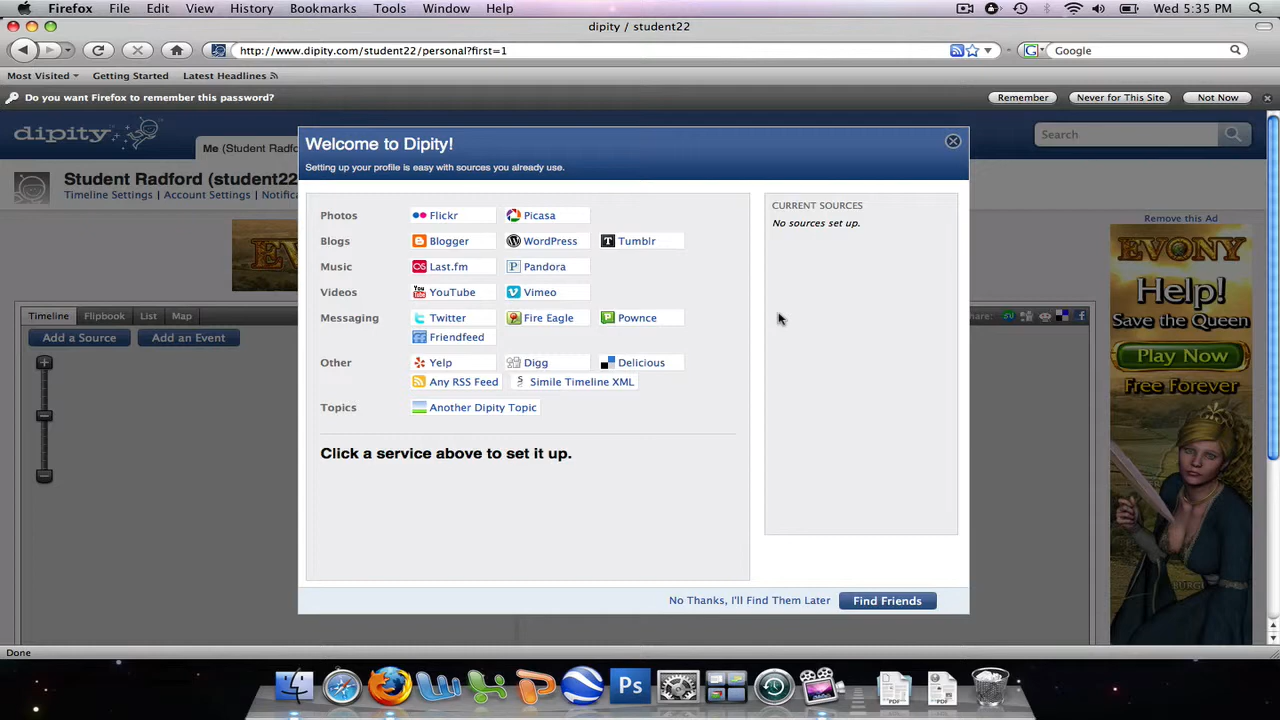 Firefox File Edit View History Bookmarks Tools Window Help Wed 5:35 PM
dipity / student22
http://www.dipity.com/student22/personal?first=1 Google
Most Visited Getting Started Latest Headlines
Do you want Firefox to remember this password? Remember Never for This Site Not Now
dipity Me (Student Radfo Search
Student Radford (student22
Timeline Settings Account Settings Notifica
Welcome to Dipity!
Setting up your profile is easy with sources you already use.
Photos Flickr Picasa
Blogs Blogger WordPress Tumblr
Music Last.fm Pandora
Videos YouTube Vimeo
Messaging Twitter Fire Eagle Pownce
Friendfeed
Other Yelp Digg Delicious
Any RSS Feed Simile Timeline XML
Topics Another Dipity Topic
Click a service above to set it up.
CURRENT SOURCES
No sources set up.
No Thanks, I'll Find Them Later Find Friends
Timeline Flipbook List Map
Add a Source Add an Event
hare:
Remove this Ad
EVONY
Help!
Save the Queen
Play Now
Free Forever
Done
Ps
PDF PDF